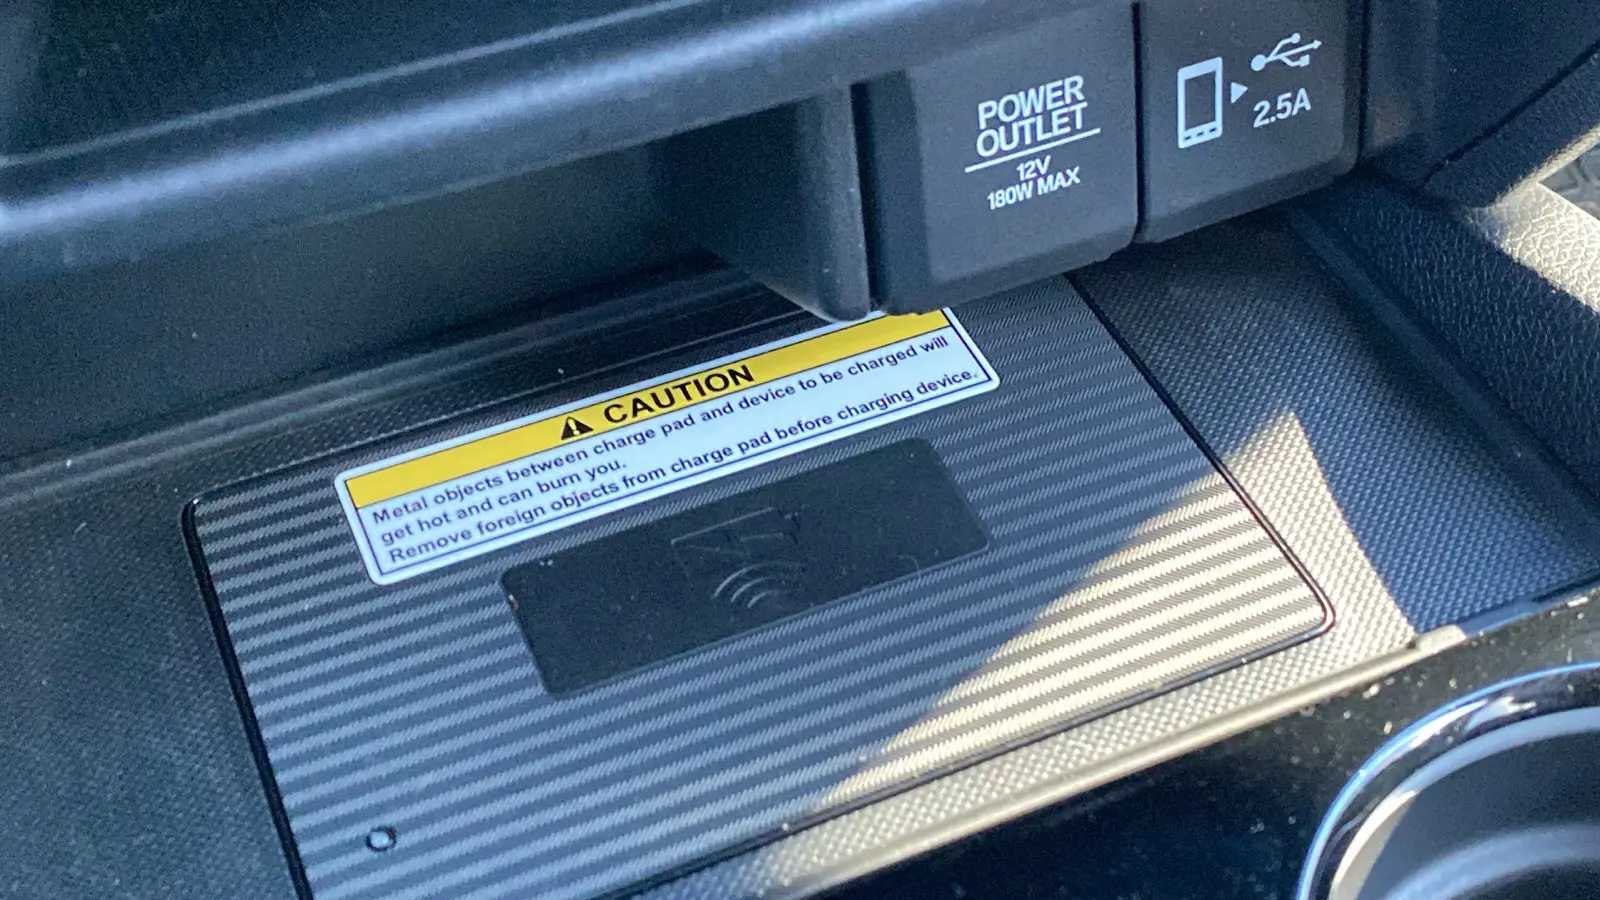 POWER
OUTLET
12V
180W MAX
2.5A
CAUTION
Metal objects between charge pad and device to be charged will
get hot and can burn you.
Remove foreign objects from charge pad before charging device.